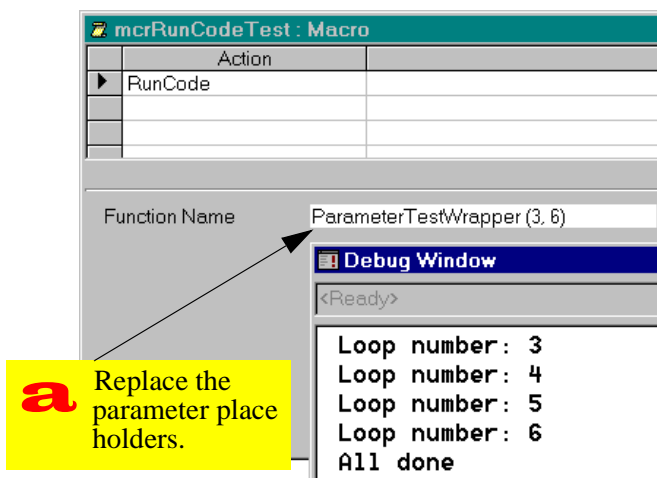 mcrRunCodeTest : Macro
Action
RunCode
Function Name ParameterTestWrapper (3, 6)
Debug Window
<Ready>
Loop number: 3
Loop number: 4
Loop number: 5
Loop number: 6
All done
a
Replace the
parameter place
holders.